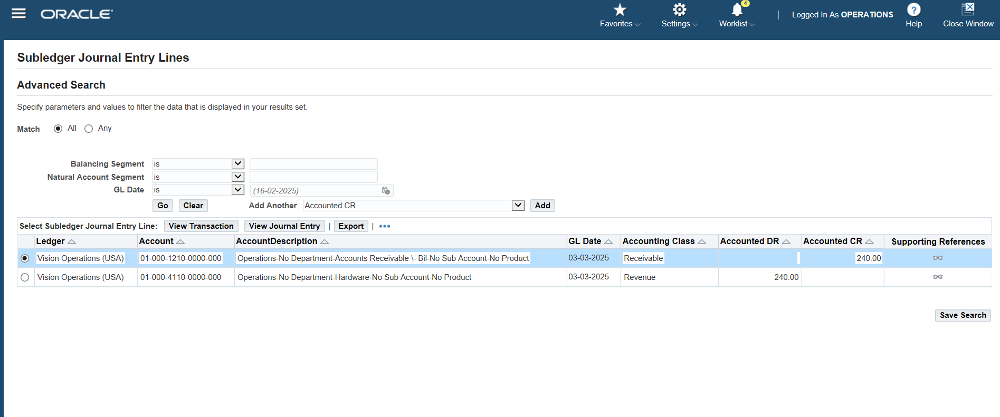 ORACLE
4
Favorites
Settings
Worklist
Logged In As OPERATIONS
?
Help
Close Window
Subledger Journal Entry Lines
Advanced Search
Specify parameters and values to filter the data that is displayed in your results set.
Match All Any
Balancing Segment is
Natural Account Segment is
GL Date is (16-02-2025)
Go Clear Add Another Accounted CR Add
Select Subledger Journal Entry Line: View Transaction View Journal Entry | Export | •••
Ledger Account AccountDescription GL Date Accounting Class Accounted DR Accounted CR Supporting References
Vision Operations (USA) 01-000-1210-0000-000 Operations-No Department-Accounts Receivable \- Bil-No Sub Account-No Product 03-03-2025 Receivable 240.00
Vision Operations (USA) 01-000-4110-0000-000 Operations-No Department-Hardware-No Sub Account-No Product 03-03-2025 Revenue 240.00
Save Search